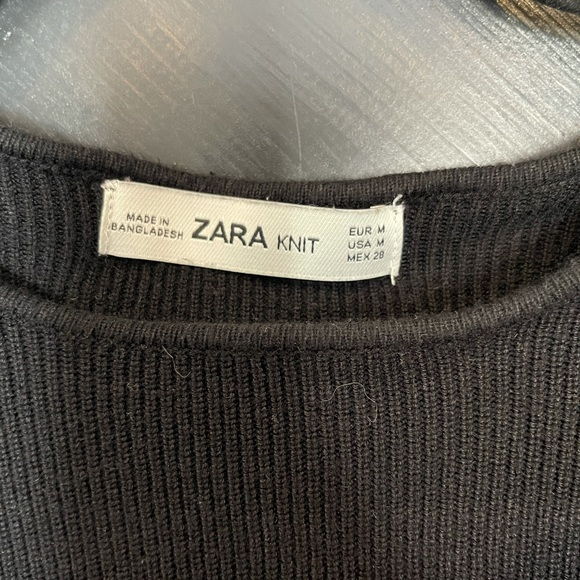 MADE IN
BANGLADESH
ZARA KNIT
EUR M
USA M
MEX 28